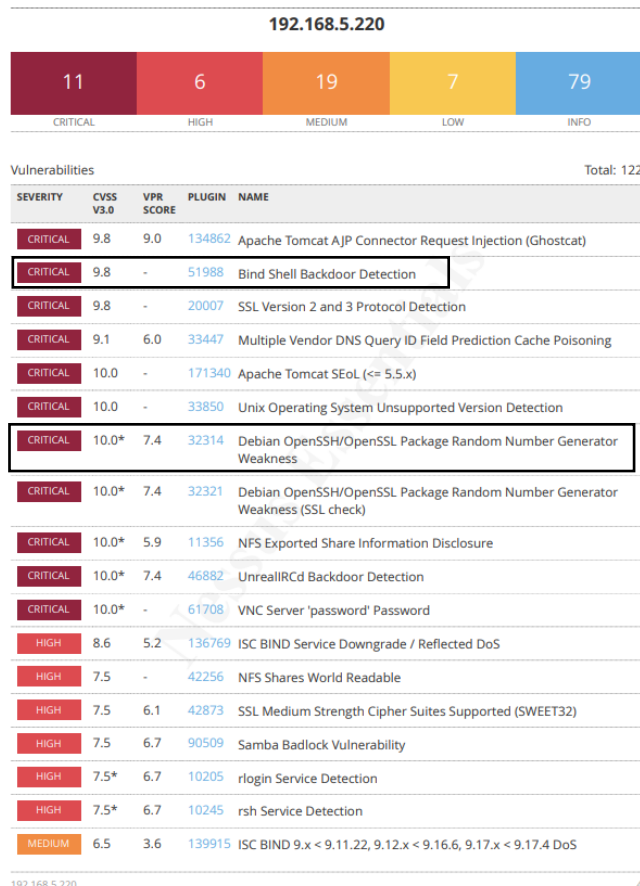 192.168.5.220
11 6 19 7 79
CRITICAL HIGH MEDIUM LOW INFO
Vulnerabilities Total: 122
SEVERITY CVSS V3.0 VPR SCORE PLUGIN NAME
CRITICAL 9.8 9.0 134862 Apache Tomcat AJP Connector Request Injection (Ghostcat)
CRITICAL 9.8 - 51988 Bind Shell Backdoor Detection
CRITICAL 9.8 - 20007 SSL Version 2 and 3 Protocol Detection
CRITICAL 9.1 6.0 33447 Multiple Vendor DNS Query ID Field Prediction Cache Poisoning
CRITICAL 10.0 - 171340 Apache Tomcat SEoL (<= 5.5.x)
CRITICAL 10.0 - 33850 Unix Operating System Unsupported Version Detection
CRITICAL 10.0* 7.4 32314 Debian OpenSSH/OpenSSL Package Random Number Generator
Weakness
CRITICAL 10.0* 7.4 32321 Debian OpenSSH/OpenSSL Package Random Number Generator
Weakness (SSL check)
CRITICAL 10.0* 5.9 11356 NFS Exported Share Information Disclosure
CRITICAL 10.0* 7.4 46882 UnrealIRCd Backdoor Detection
CRITICAL 10.0* - 61708 VNC Server 'password' Password
HIGH 8.6 5.2 136769 ISC BIND Service Downgrade / Reflected DoS
HIGH 7.5 - 42256 NFS Shares World Readable
HIGH 7.5 6.1 42873 SSL Medium Strength Cipher Suites Supported (SWEET32)
HIGH 7.5 6.7 90509 Samba Badlock Vulnerability
HIGH 7.5* 6.7 10205 rlogin Service Detection
HIGH 7.5* 6.7 10245 rsh Service Detection
MEDIUM 6.5 3.6 139915 ISC BIND 9.x < 9.11.22, 9.12.x < 9.16.6, 9.17.x < 9.17.4 DoS
192.168.5.220
Nessus Essentials